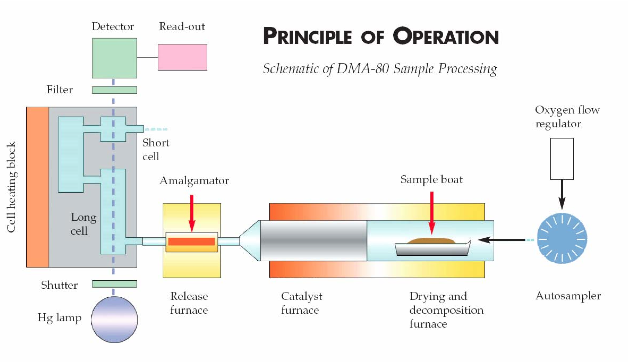 PRINCIPLE OF OPERATION
Schematic of DMA-80 Sample Processing
Detector
Read-out
Filter
Oxygen flow
regulator
Short
cell
Cell heating block
Amalgamator
Sample boat
Long
cell
Shutter
Release
furnace
Catalyst
furnace
Drying and
decomposition
furnace
Autosampler
Hg lamp